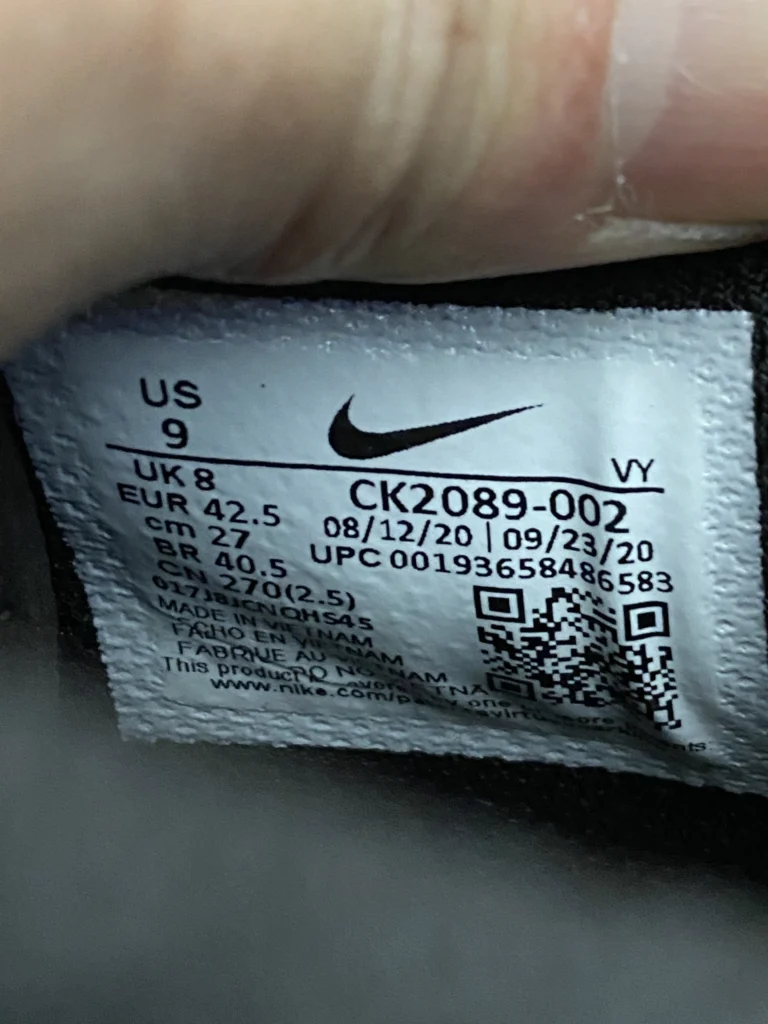 US
9
VY
UK 8
EUR 42.5
cm 27
BR 40.5
CN 270(2.5)
CK2089-002
08/12/20 | 09/23/20
UPC 00193658486583
MADE IN VIETNAM
FABRIQUE AU
This product
www.nike.com/